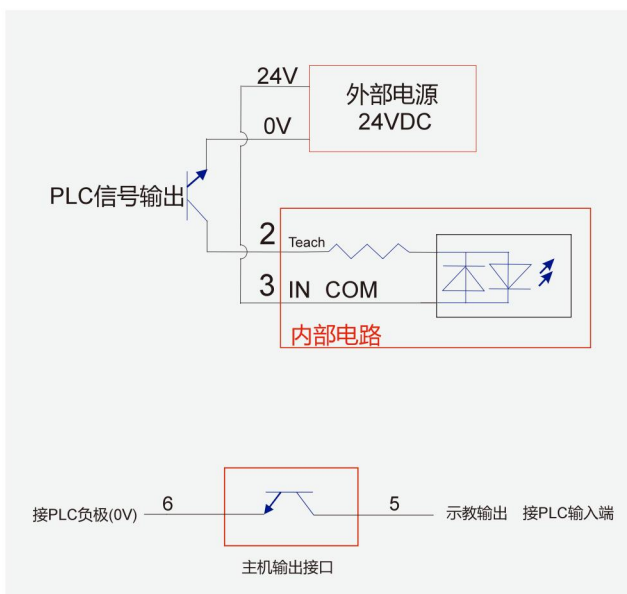 24V
外部电源
24VDC
0V
PLC信号输出
2
Teach
3
IN COM
内部电路
接PLC负极(0V)
6
5
示教输出 接PLC输入端
主机输出接口